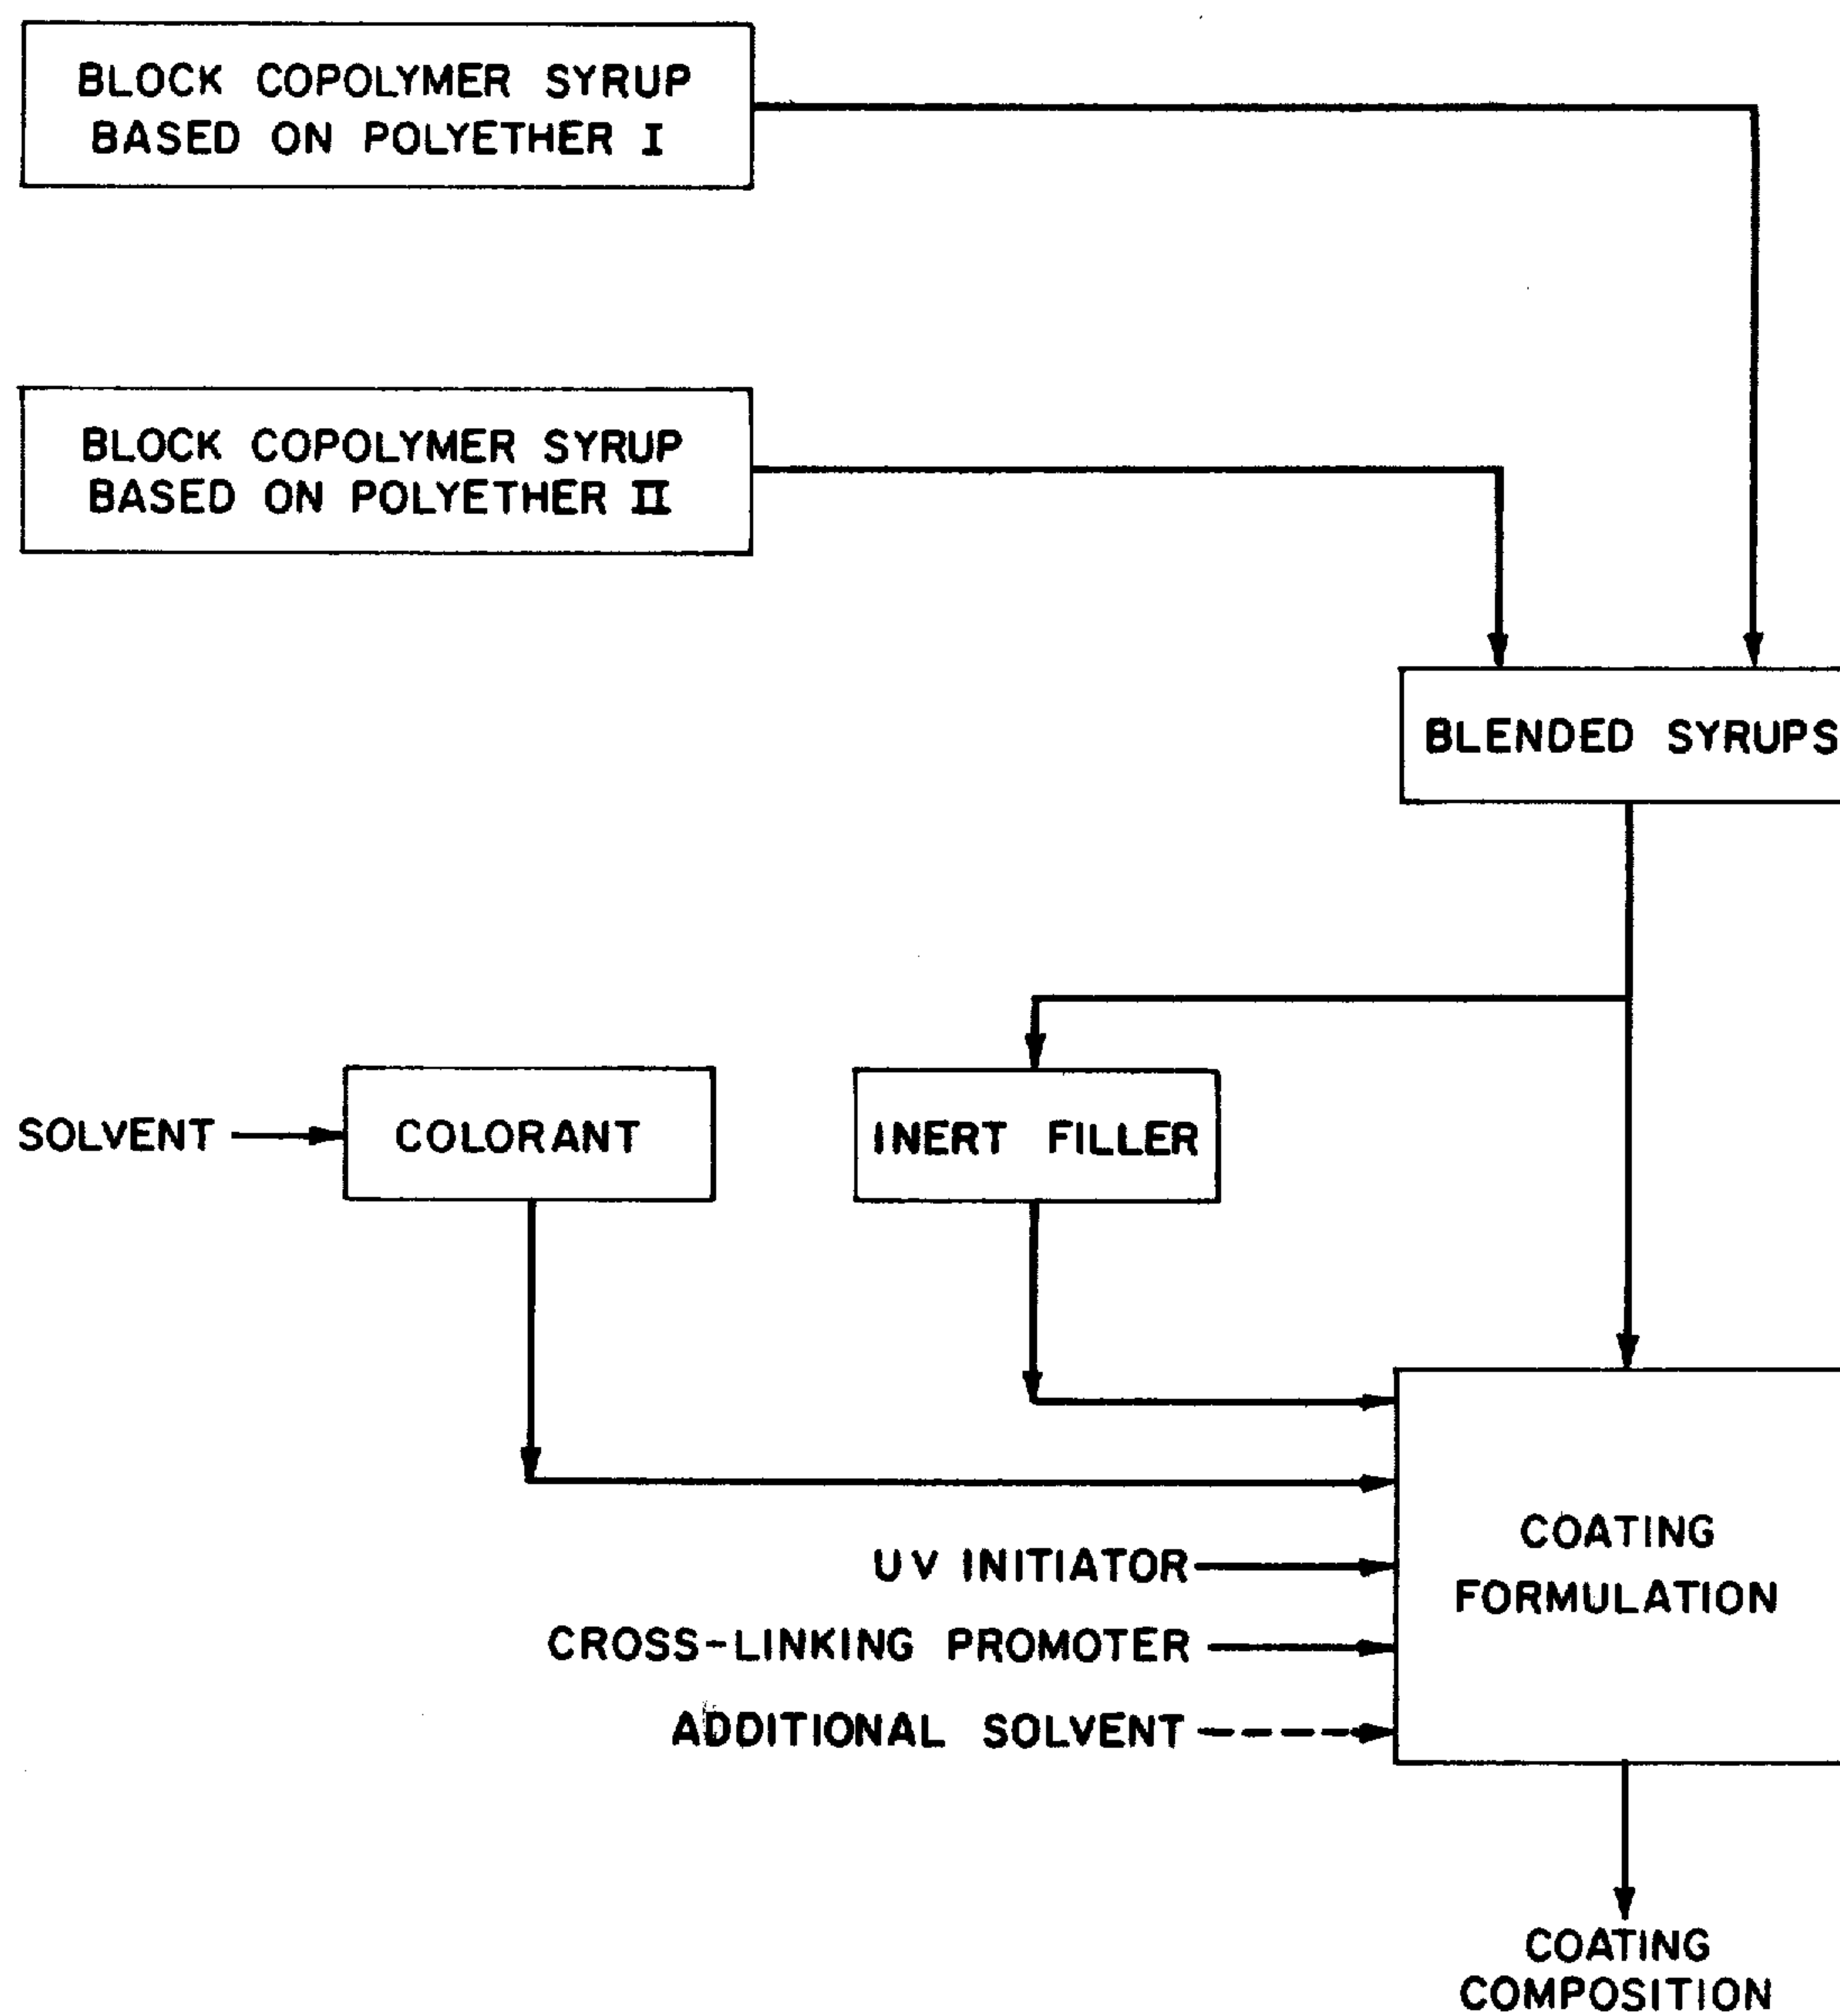 BLOCK COPOLYMER SYRUP
BASED ON POLYETHER I
BLOCK COPOLYMER SYRUP
BASED ON POLYETHER II
BLENDED SYRUPS
SOLVENT
COLORANT
INERT FILLER
COATING
FORMULATION
UV INITIATOR
CROSS-LINKING PROMOTER
ADDITIONAL SOLVENT
COATING
COMPOSITION